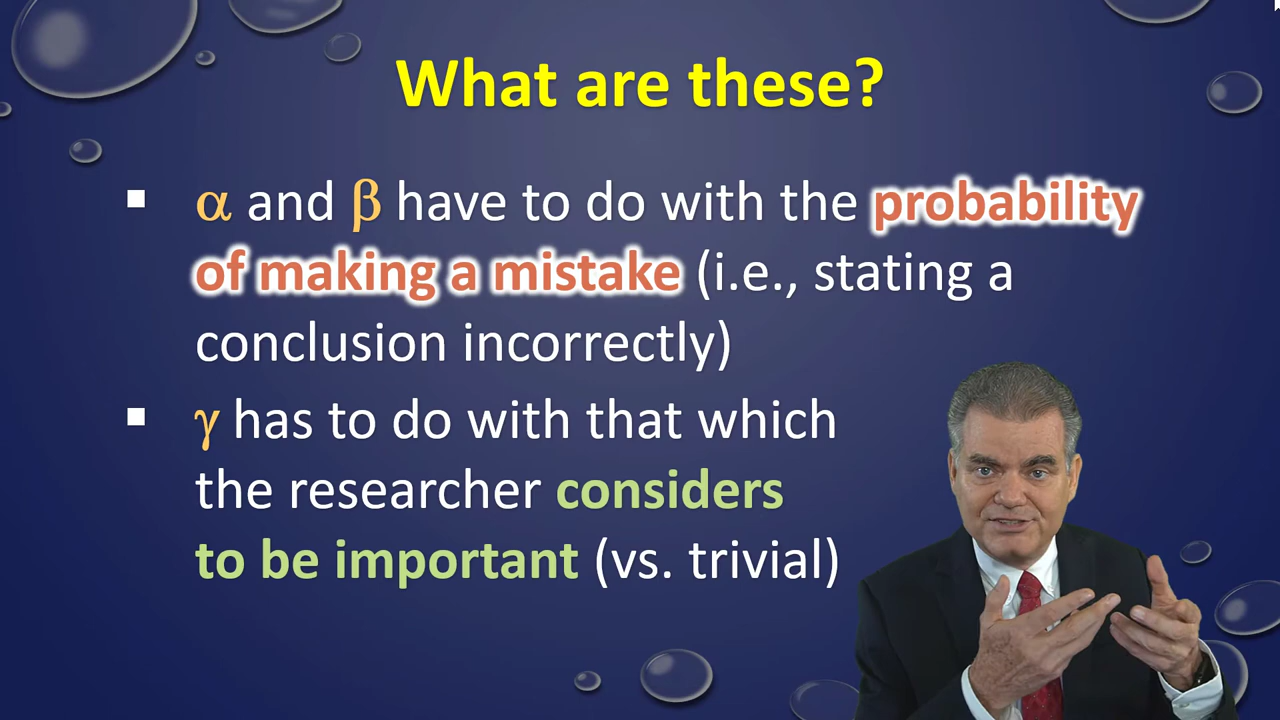 What are these?
▪ α and β have to do with the probability
of making a mistake (i.e., stating a
conclusion incorrectly)
▪ γ has to do with that which
the researcher considers
to be important (vs. trivial)